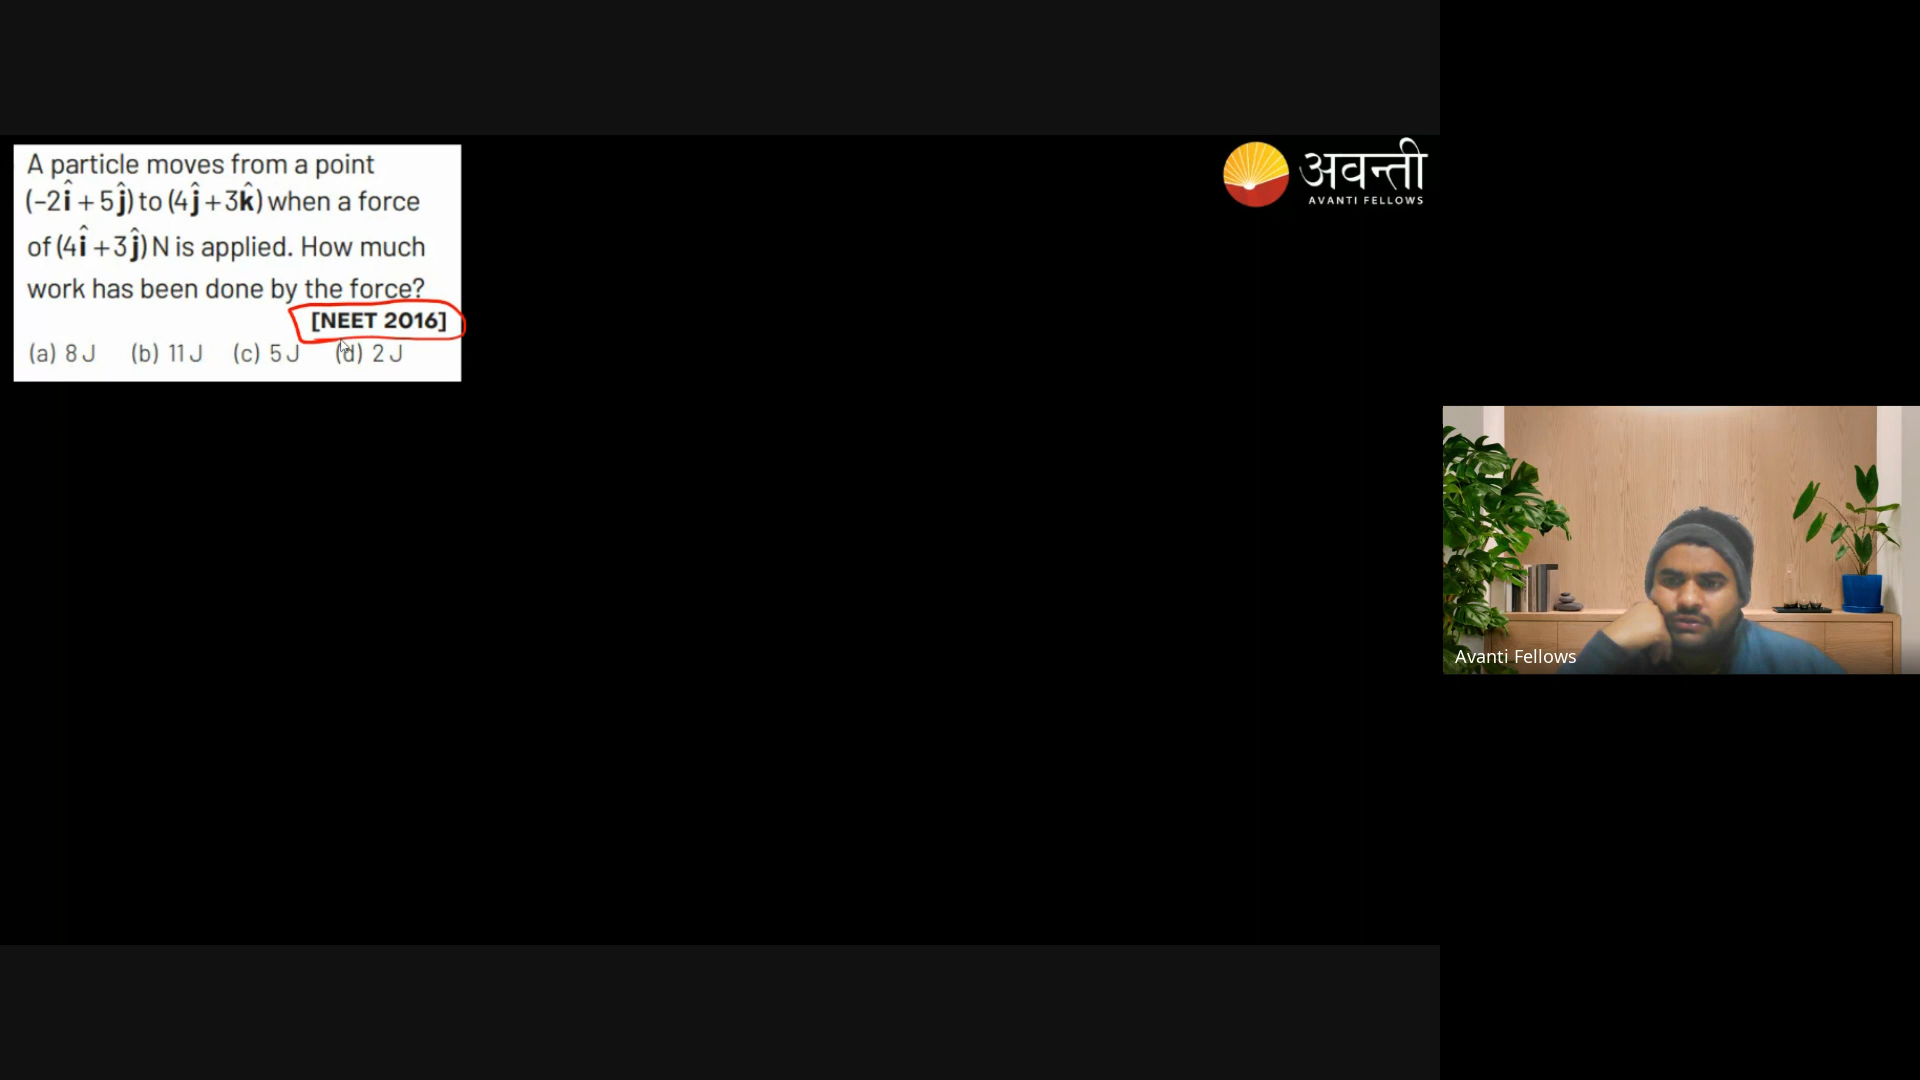 A particle moves from a point
(-2î + 5ĵ) to (4ĵ + 3k̂) when a force
of (4î + 3ĵ) N is applied. How much
work has been done by the force?
[NEET 2016]
(a) 8 J (b) 11 J (c) 5 J (d) 2 J
अवन्ती
AVANTI FELLOWS
Avanti Fellows